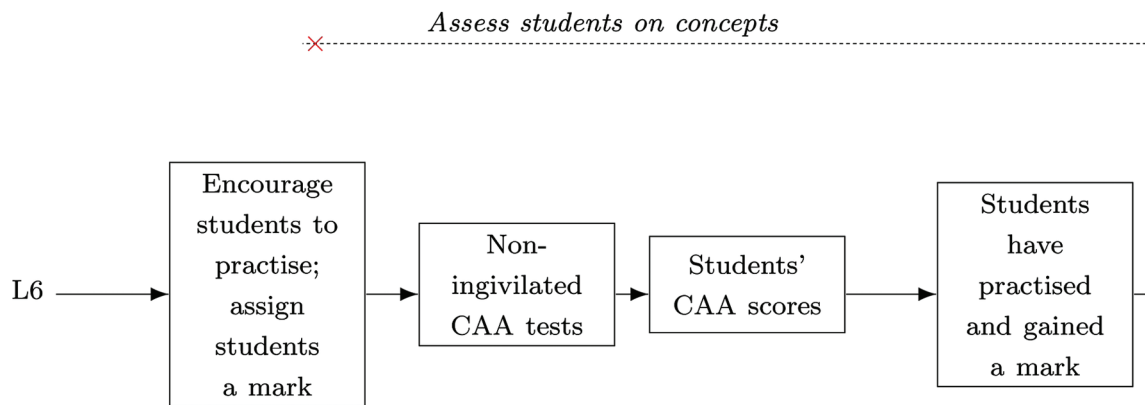 Assess students on concepts
L6
Encourage
students to
practise;
assign
students
a mark
Non-
ingivilated
CAA tests
Students’
CAA scores
Students
have
practised
and gained
a mark